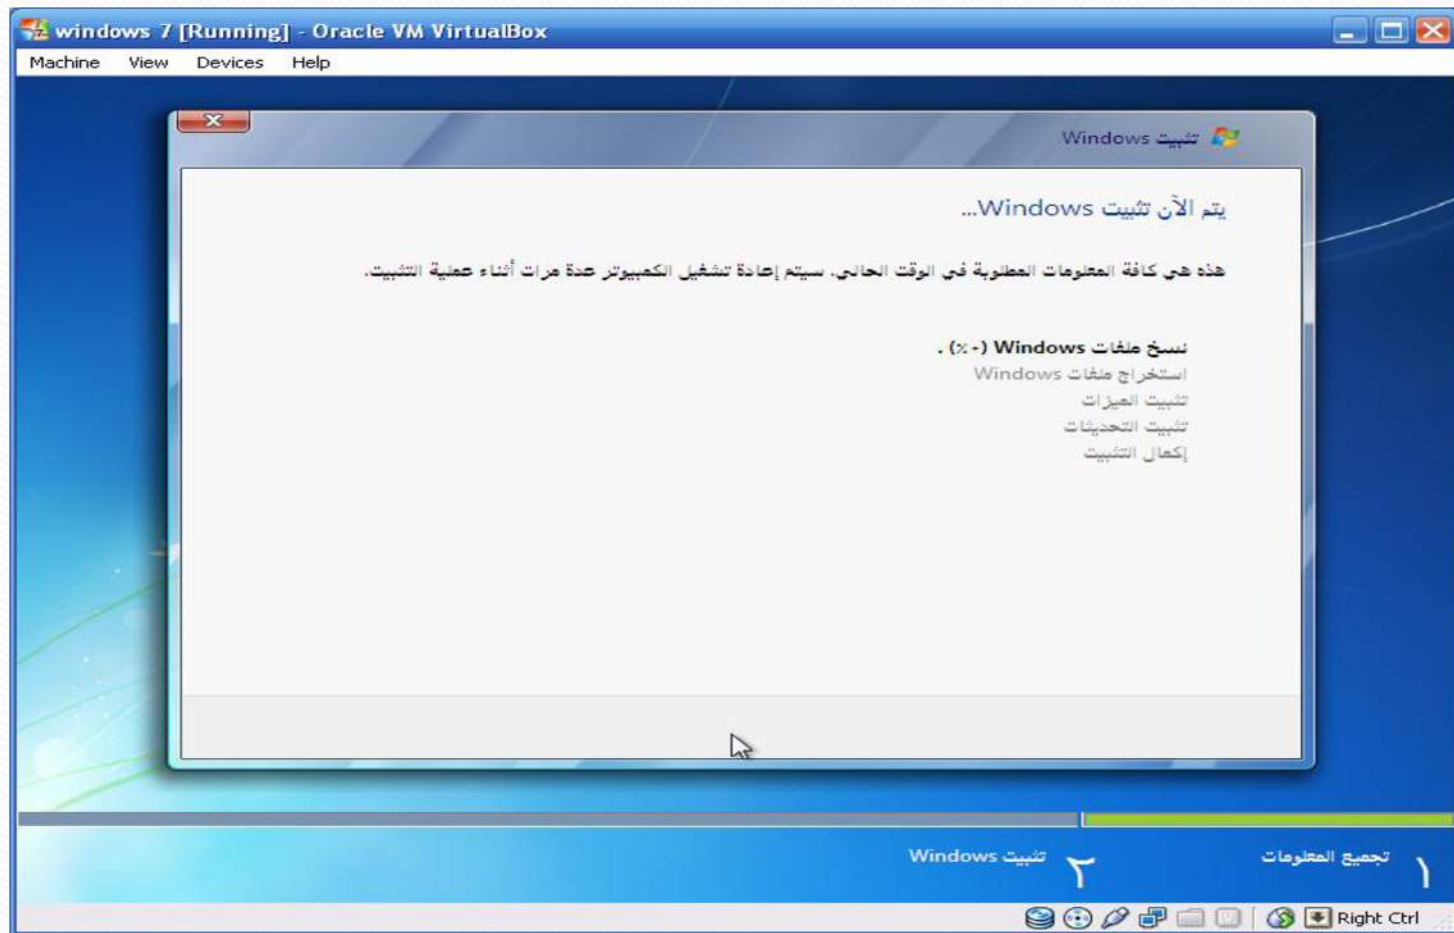 windows 7 [Running] - Oracle VM VirtualBox
Machine View Devices Help
تثبيت Windows
يتم الآن تثبيت Windows...
هذه هي كافة المعلومات المطلوبة في الوقت الحالي. سيتم إعادة تشغيل الكمبيوتر عدة مرات أثناء عملية التثبيت.
نسخ ملفات Windows (٠٪) .
استخراج ملفات Windows
تثبيت الميزات
تثبيت التحديثات
إكمال التثبيت
١ تجميع المعلومات ٢ تثبيت Windows
Right Ctrl